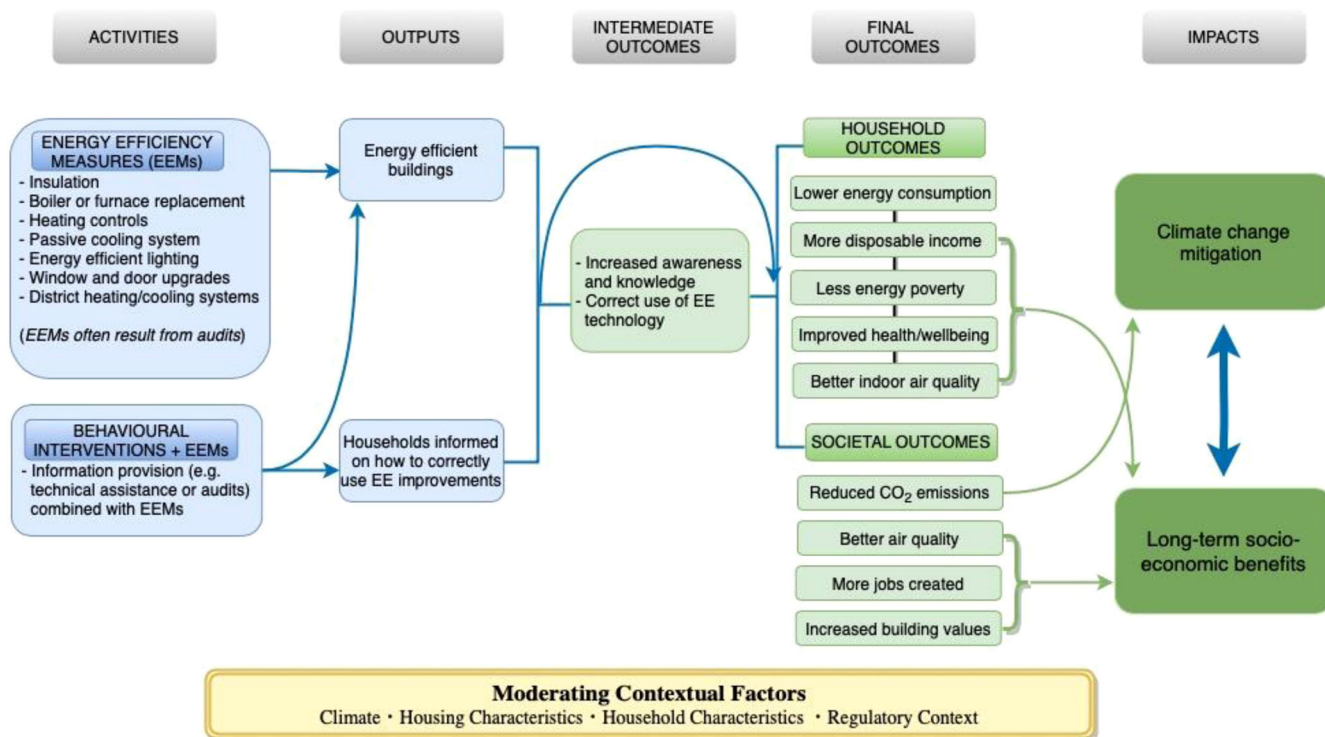 ACTIVITIES
OUTPUTS
INTERMEDIATE
OUTCOMES
FINAL
OUTCOMES
IMPACTS
ENERGY EFFICIENCY
MEASURES (EEMs)
- Insulation
- Boiler or furnace replacement
- Heating controls
- Passive cooling system
- Energy efficient lighting
- Window and door upgrades
- District heating/cooling systems
(EEMs often result from audits)
BEHAVIOURAL
INTERVENTIONS + EEMs
- Information provision (e.g.
technical assistance or audits)
combined with EEMs
Energy efficient
buildings
Households informed
on how to correctly
use EE improvements
- Increased awareness
and knowledge
- Correct use of EE
technology
HOUSEHOLD
OUTCOMES
Lower energy consumption
More disposable income
Less energy poverty
Improved health/wellbeing
Better indoor air quality
SOCIETAL OUTCOMES
Reduced CO₂ emissions
Better air quality
More jobs created
Increased building values
Climate change
mitigation
Long-term socio-
economic benefits
Moderating Contextual Factors
Climate · Housing Characteristics · Household Characteristics · Regulatory Context